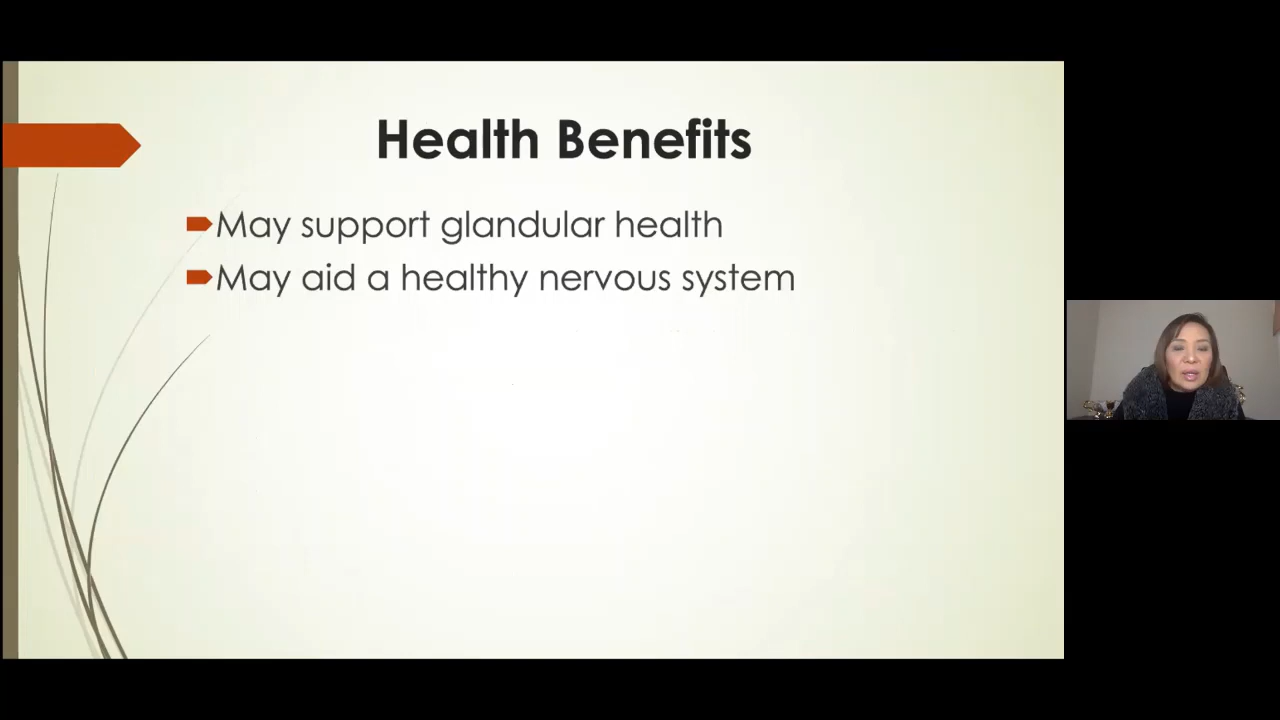 Health Benefits
May support glandular health
May aid a healthy nervous system